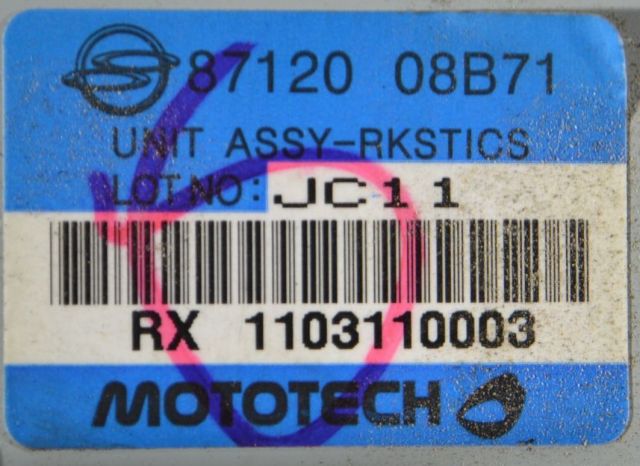 87120 08B71
UNIT ASSY-RKSTICS
LOT NO: JC11
RX 1103110003
MOTOTECH